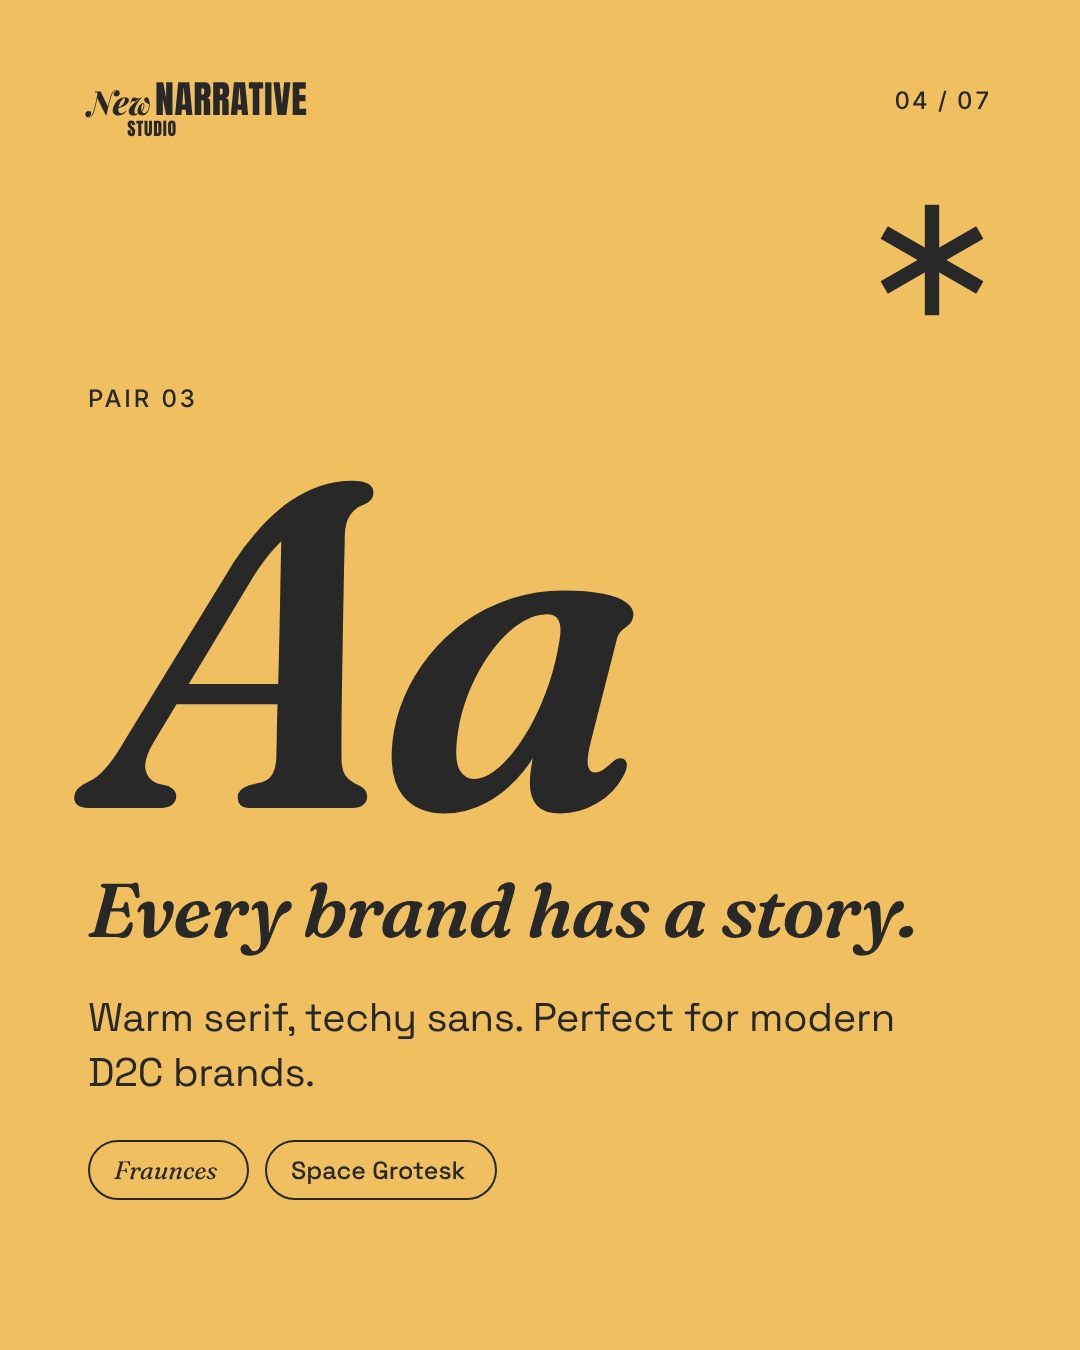 New NARRATIVE
STUDIO
04 / 07
*
PAIR 03
Aa
Every brand has a story.
Warm serif, techy sans. Perfect for modern
D2C brands.
Fraunces
Space Grotesk